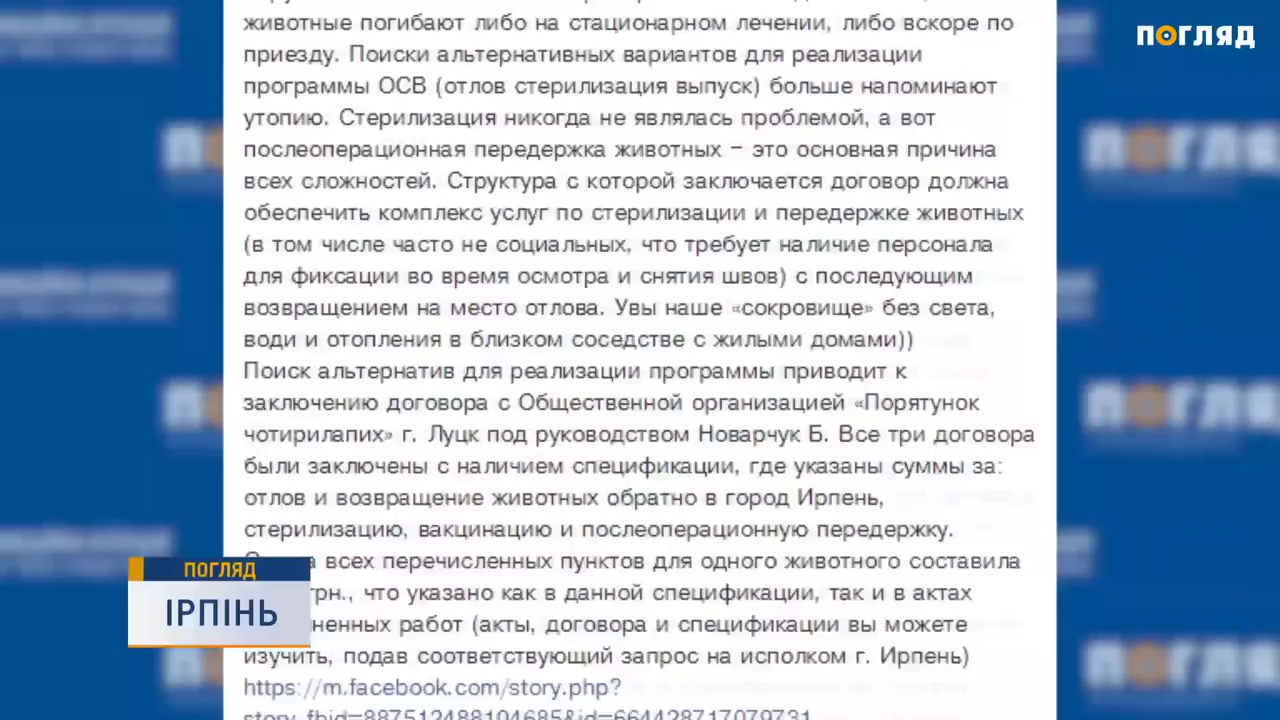 ПОГЛЯД
животные погибают либо на стационарном лечении, либо вскоре по
приезду. Поиски альтернативных вариантов для реализации
программы ОСВ (отлов стерилизация выпуск) больше напоминают
утопию. Стерилизация никогда не являлась проблемой, а вот
послеоперационная передержка животных – это основная причина
всех сложностей. Структура с которой заключается договор должна
обеспечить комплекс услуг по стерилизации и передержке животных
(в том числе часто не социальных, что требует наличие персонала
для фиксации во время осмотра и снятия швов) с последующим
возвращением на место отлова. Увы наше «сокровище» без света,
води и отопления в близком соседстве с жилыми домами))
Поиск альтернатив для реализации программы приводит к
заключению договора с Общественной организацией «Порятунок
чотирилапих» г. Луцк под руководством Новарчук Б. Все три договора
были заключены с наличием спецификации, где указаны суммы за:
отлов и возвращение животных обратно в город Ирпень,
стерилизацию, вакцинацию и послеоперационную передержку.
всех перечисленных пунктов для одного животного составила
грн., что указано как в данной спецификации, так и в актах
работ (акты, договора и спецификации вы можете
изучить, подав соответствующий запрос на исполком г. Ирпень)
https://m.facebook.com/story.php?
story_fbid=887512488104685&id=664428717079731
ПОГЛЯД
ІРПІНЬ